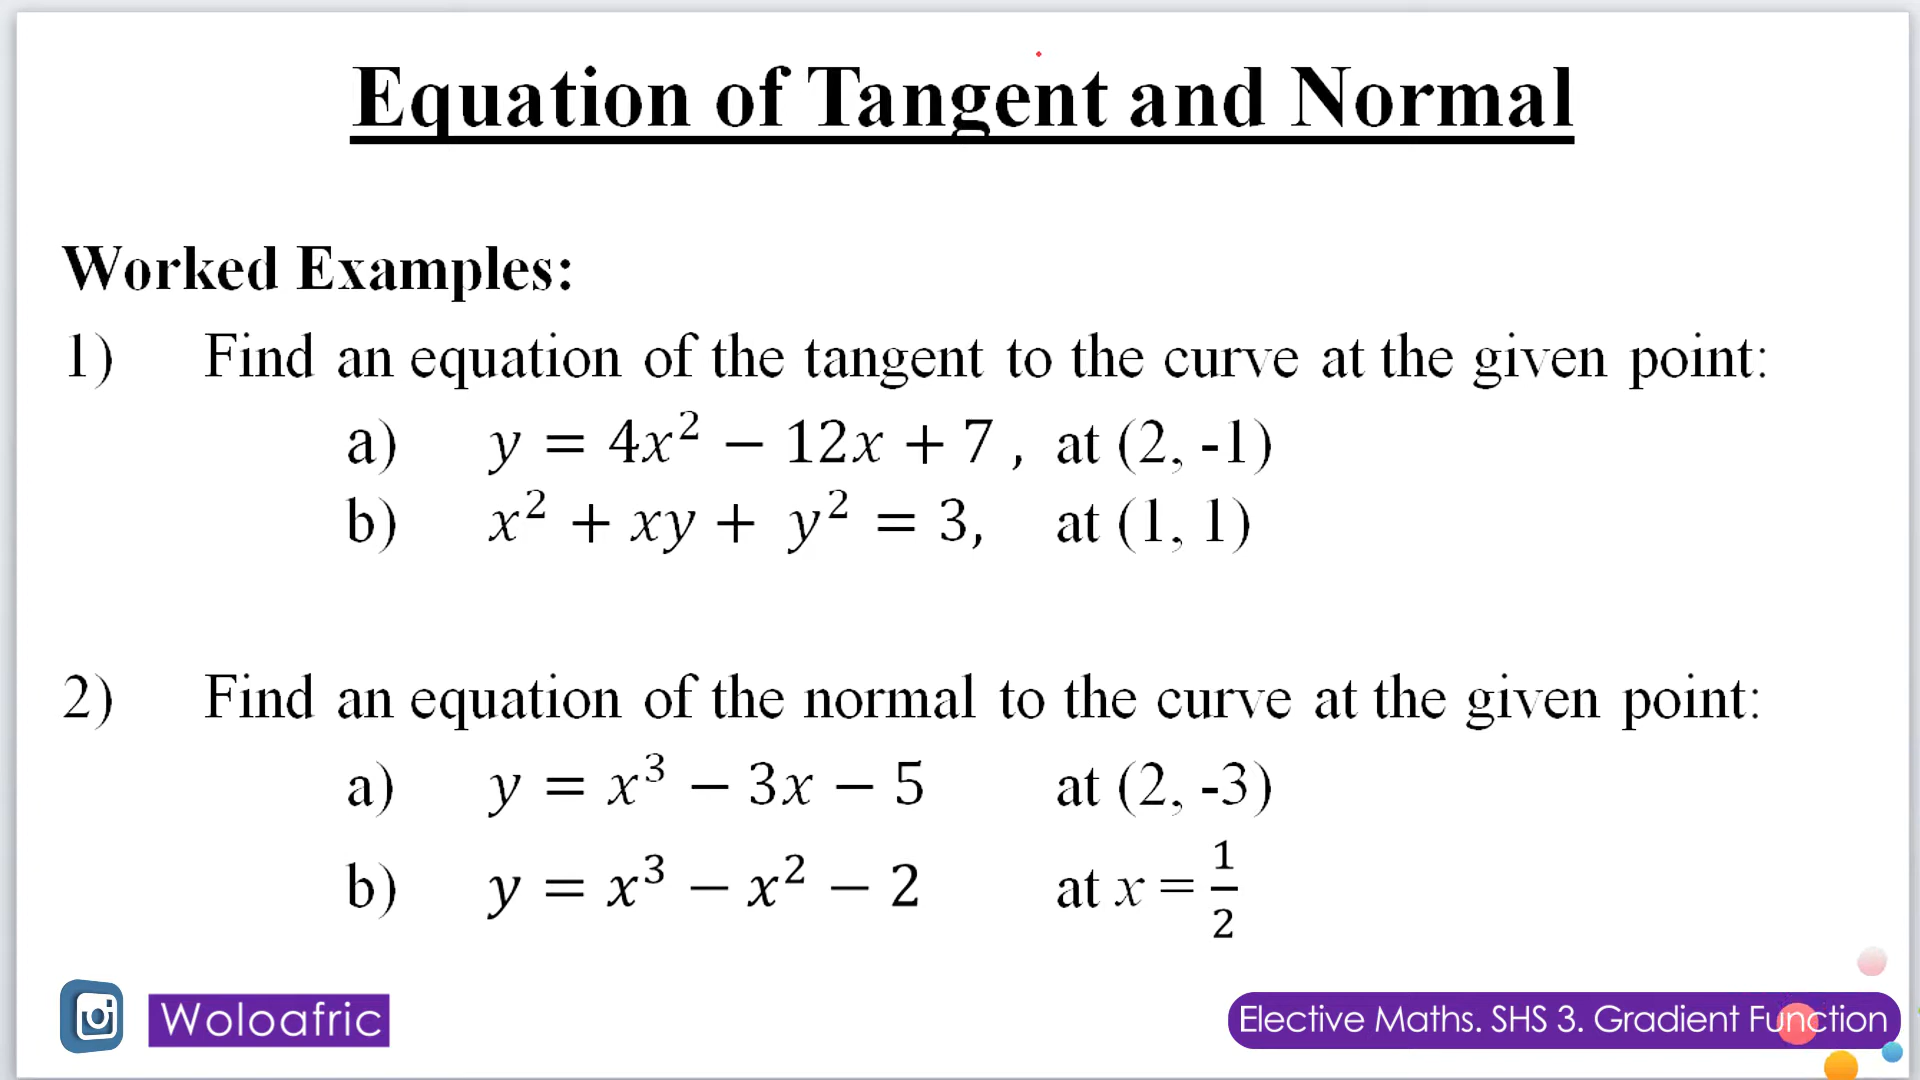 Equation of Tangent and Normal
Worked Examples:
1) Find an equation of the tangent to the curve at the given point:
a) y = 4x² − 12x + 7 , at (2, -1)
b) x² + xy + y² = 3, at (1, 1)
2) Find an equation of the normal to the curve at the given point:
a) y = x³ − 3x − 5 at (2, -3)
b) y = x³ − x² − 2 at x = 1/2
Woloafric
Elective Maths. SHS 3. Gradient Function